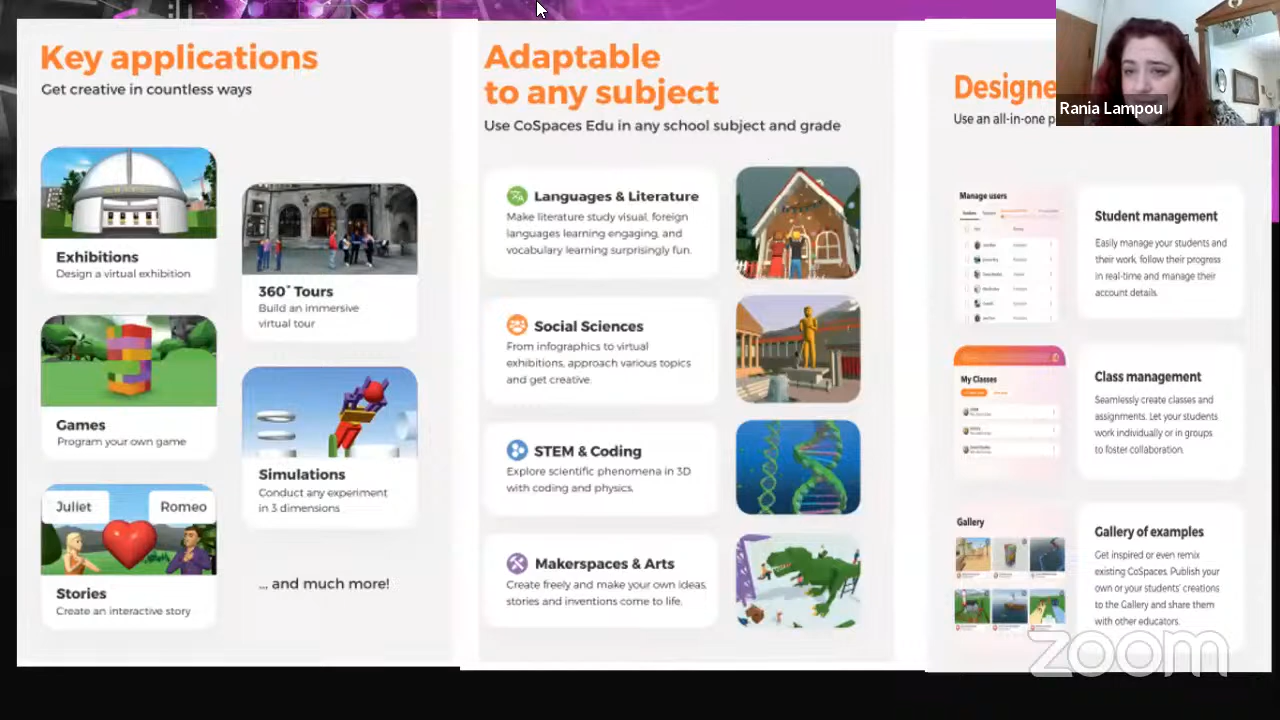 Key applications
Get creative in countless ways
Exhibitions
Design a virtual exhibition
360° Tours
Build an immersive
virtual tour
Games
Program your own game
Simulations
Conduct any experiment
in 3 dimensions
Juliet
Romeo
Stories
Create an interactive story
... and much more!
Adaptable
to any subject
Use CoSpaces Edu in any school subject and grade
Languages & Literature
Make literature study visual, foreign
languages learning engaging, and
vocabulary learning surprisingly fun.
Social Sciences
From infographics to virtual
exhibitions, approach various topics
and get creative.
STEM & Coding
Explore scientific phenomena in 3D
with coding and physics.
Makerspaces & Arts
Create freely and make your own ideas,
stories and inventions come to life.
Designe
Use an all-in-one p
Rania Lampou
Manage users
Student management
Easily manage your students and
their work, follow their progress
in real-time and manage their
account details.
My Classes
Class management
Seamlessly create classes and
assignments. Let your students
work individually or in groups
to foster collaboration.
Gallery
Gallery of examples
Get inspired or even remix
existing CoSpaces. Publish your
own or your students' creations
to the Gallery and share them
with other educators.
zoom